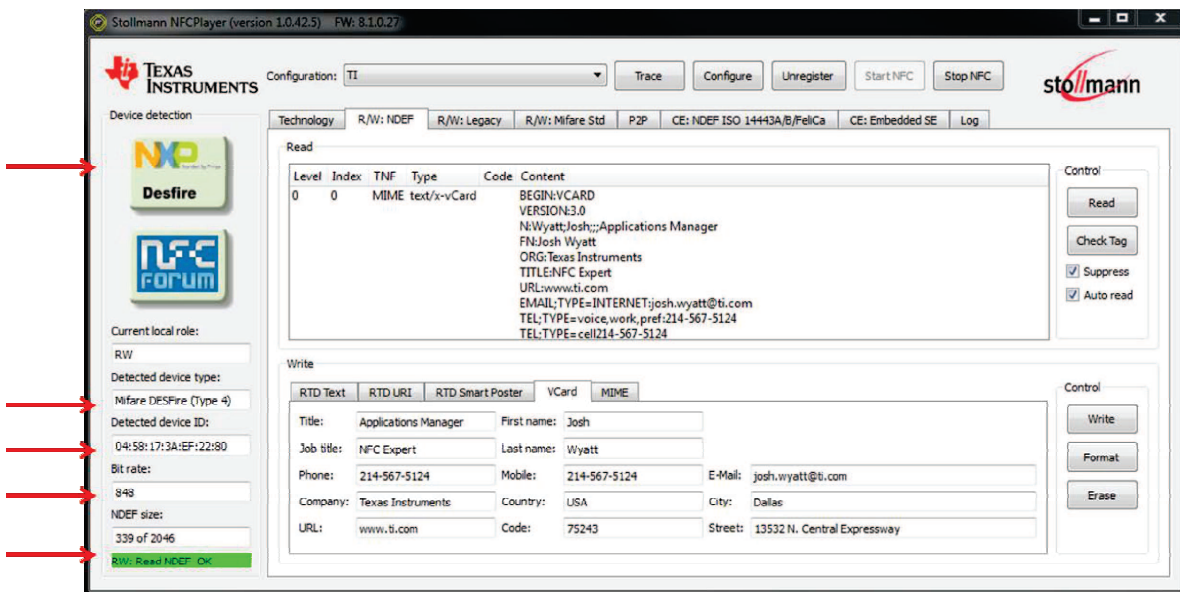 Stollmann NFCPlayer (version 1.0.42.5) FW: 8.1.0.27
TEXAS
INSTRUMENTS
Configuration: TI
Trace
Configure
Unregister
Start NFC
Stop NFC
stollmann
Device detection
NXP
Desfire
NFC
FORUM
Current local role:
RW
Detected device type:
Mifare DESFire (Type 4)
Detected device ID:
04:58:17:3A:EF:22:80
Bit rate:
848
NDEF size:
339 of 2046
RW: Read NDEF OK
Technology R/W: NDEF R/W: Legacy R/W: Mifare Std P2P CE: NDEF ISO 14443A/B/FeliCa CE: Embedded SE Log
Read
Level Index TNF Type Code Content
0 0 MIME text/x-vCard BEGIN:VCARD
VERSION:3.0
N:Wyatt;Josh;;;Applications Manager
FN:Josh Wyatt
ORG:Texas Instruments
TITLE:NFC Expert
URL:www.ti.com
EMAIL;TYPE=INTERNET:josh.wyatt@ti.com
TEL;TYPE=voice,work,pref:214-567-5124
TEL;TYPE=cell214-567-5124
Control
Read
Check Tag
Suppress
Auto read
Write
RTD Text RTD URI RTD Smart Poster VCard MIME
Title: Applications Manager First name: Josh
Job title: NFC Expert Last name: Wyatt
Phone: 214-567-5124 Mobile: 214-567-5124 E-Mail: josh.wyatt@ti.com
Company: Texas Instruments Country: USA City: Dallas
URL: www.ti.com Code: 75243 Street: 13532 N. Central Expressway
Control
Write
Format
Erase